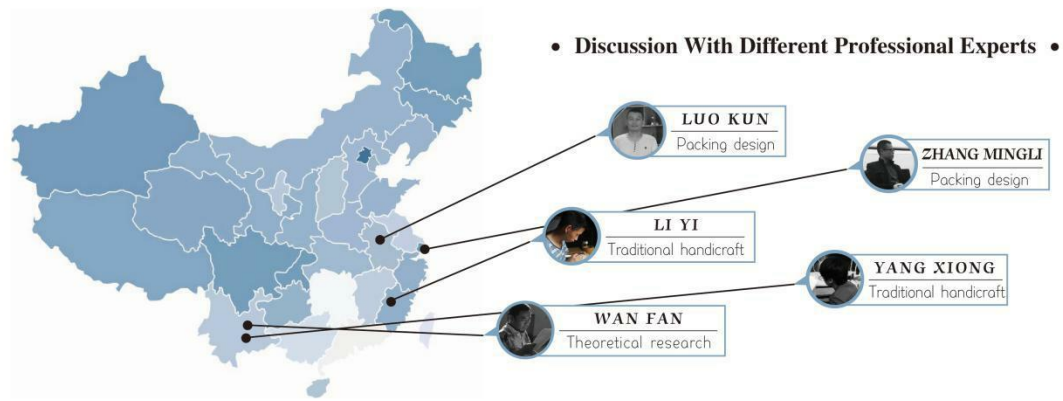 • Discussion With Different Professional Experts •
LUO KUN
Packing design
ZHANG MINGLI
Packing design
LI YI
Traditional handicraft
YANG XIONG
Traditional handicraft
WAN FAN
Theoretical research